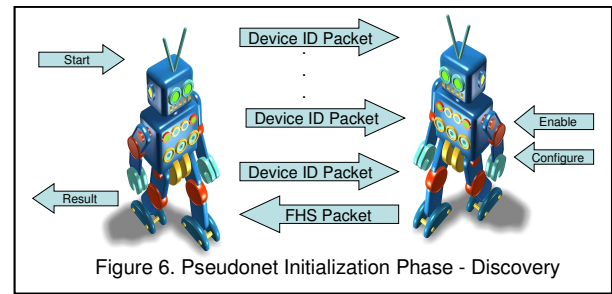 Device ID Packet
Start
.
.
.
Device ID Packet
Enable
Configure
Device ID Packet
Result
FHS Packet
Figure 6. Pseudonet Initialization Phase - Discovery